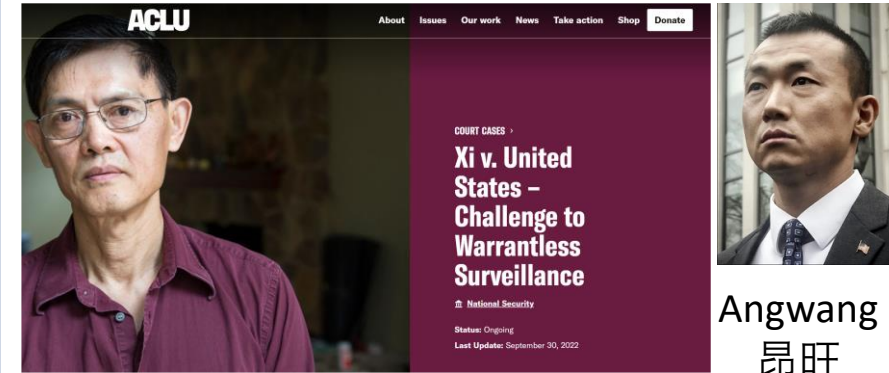 ACLU
About Issues Our work News Take action Shop Donate
COURT CASES ›
Xi v. United
States –
Challenge to
Warrantless
Surveillance
National Security
Status: Ongoing
Last Update: September 30, 2022
Angwang
昂旺